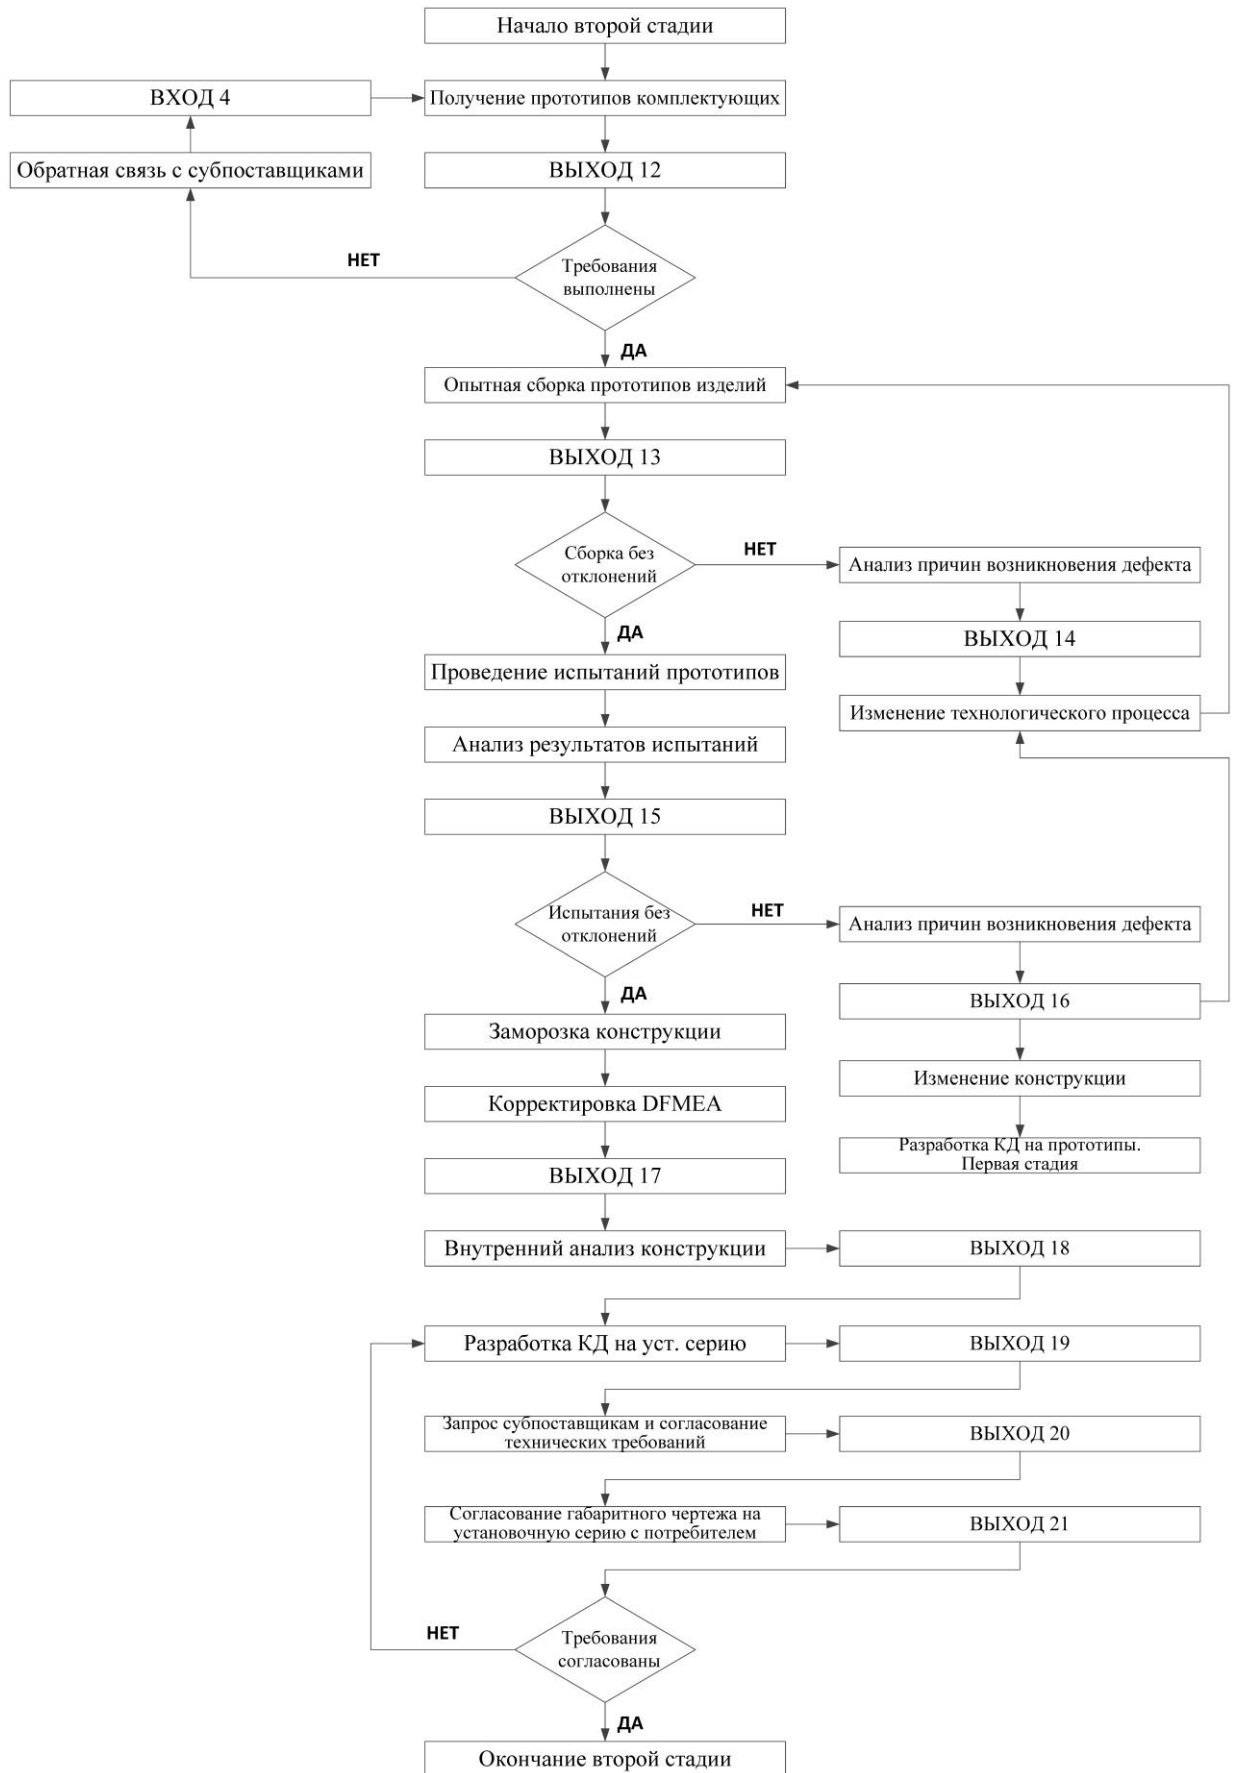 Начало второй стадии
ВХОД 4
Получение прототипов комплектующих
Обратная связь с субпоставщиками
ВЫХОД 12
НЕТ
Требования
выполнены
ДА
Опытная сборка прототипов изделий
ВЫХОД 13
Сборка без
отклонений
НЕТ
Анализ причин возникновения дефекта
ДА
ВЫХОД 14
Проведение испытаний прототипов
Изменение технологического процесса
Анализ результатов испытаний
ВЫХОД 15
Испытания без
отклонений
НЕТ
Анализ причин возникновения дефекта
ДА
ВЫХОД 16
Заморозка конструкции
Изменение конструкции
Корректировка DFMEA
Разработка КД на прототипы.
Первая стадия
ВЫХОД 17
Внутренний анализ конструкции
ВЫХОД 18
Разработка КД на уст. серию
ВЫХОД 19
Запрос субпоставщикам и согласование
технических требований
ВЫХОД 20
Согласование габаритного чертежа на
установочную серию с потребителем
ВЫХОД 21
НЕТ
Требования
согласованы
ДА
Окончание второй стадии